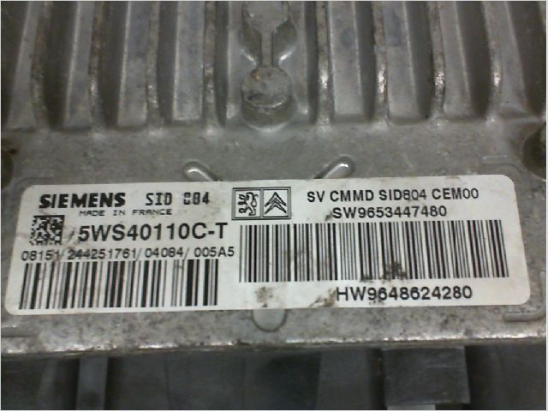 SIEMENS SID 804
MADE IN FRANCE
5WS40110C-T
08151/244251761/04084/005A5
SV CMMD SID804 CEM00
SW9653447480
HW9648624280